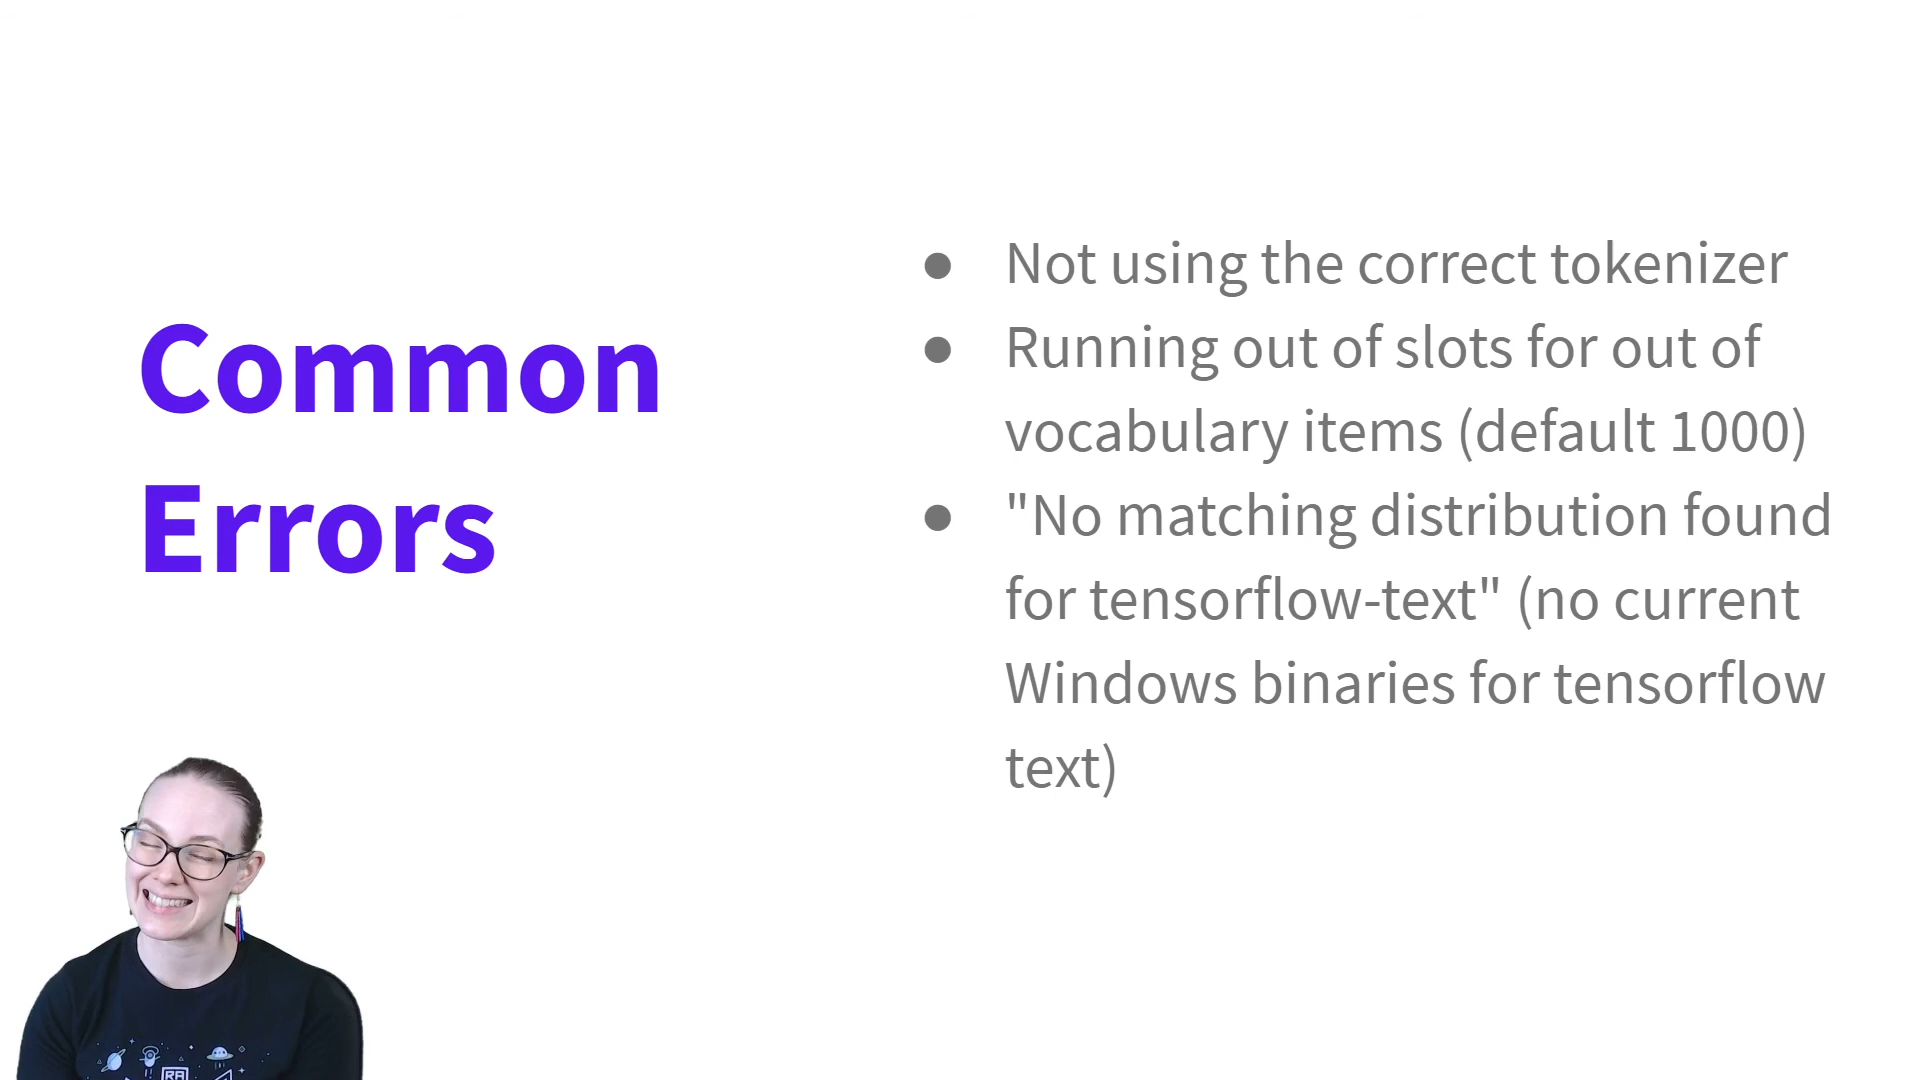 Common
Errors
● Not using the correct tokenizer
● Running out of slots for out of
vocabulary items (default 1000)
● "No matching distribution found
for tensorflow-text" (no current
Windows binaries for tensorflow
text)
RA